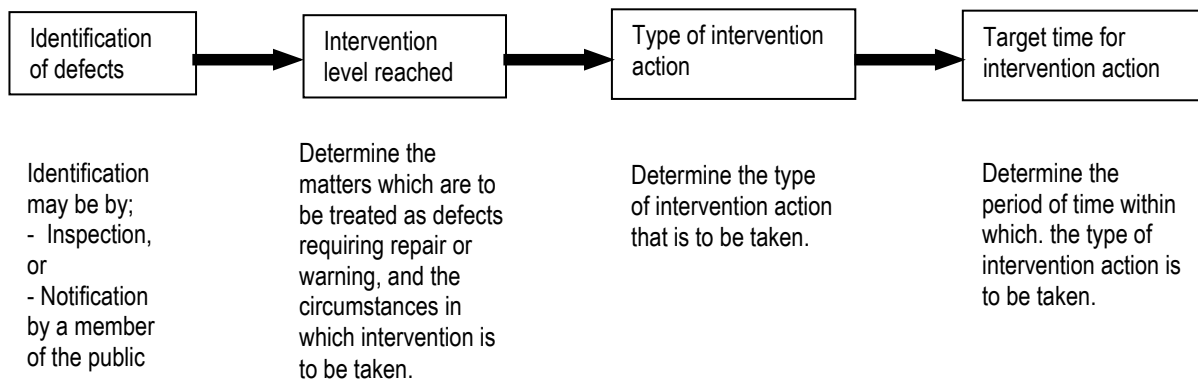 Identification
of defects
Intervention
level reached
Type of intervention
action
Target time for
intervention action
Identification
may be by;
- Inspection,
or
- Notification
by a member
of the public
Determine the
matters which are to
be treated as defects
requiring repair or
warning, and the
circumstances in
which intervention is
to be taken.
Determine the type
of intervention action
that is to be taken.
Determine the
period of time within
which. the type of
intervention action is
to be taken.